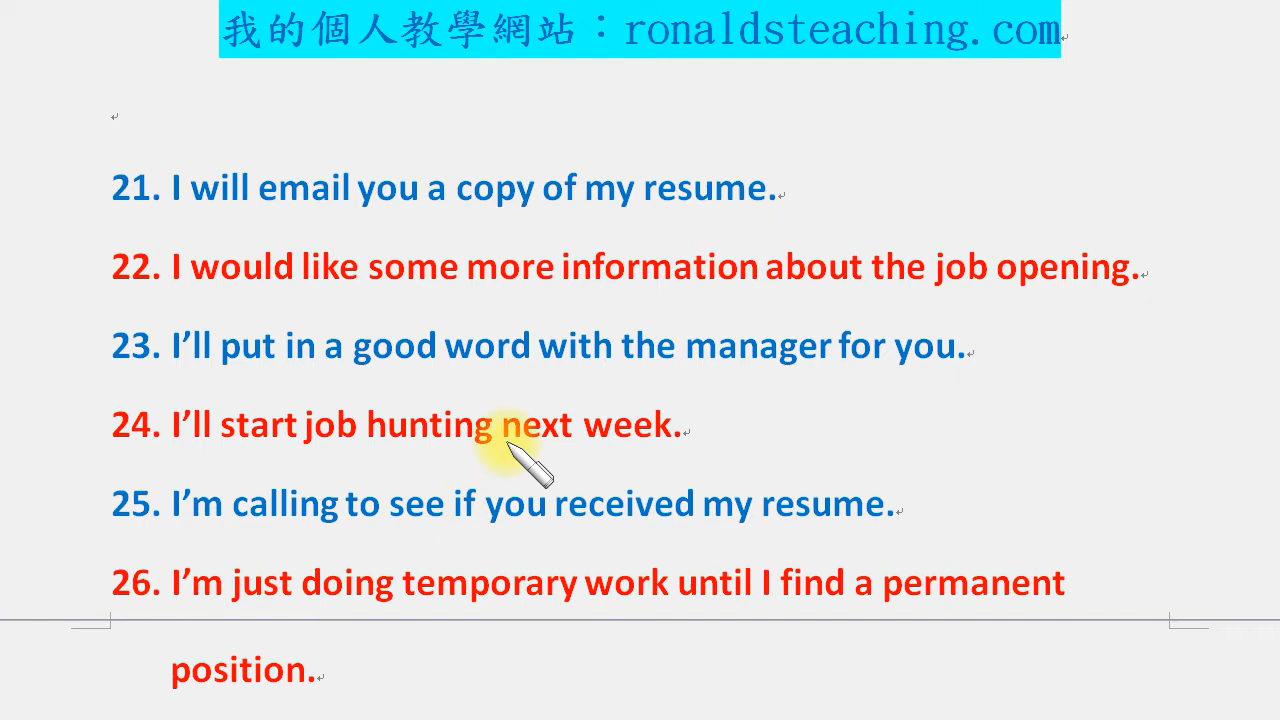 我的個人教學網站：ronaldsteaching.com
21. I will email you a copy of my resume.
22. I would like some more information about the job opening.
23. I’ll put in a good word with the manager for you.
24. I’ll start job hunting next week.
25. I’m calling to see if you received my resume.
26. I’m just doing temporary work until I find a permanent
position.